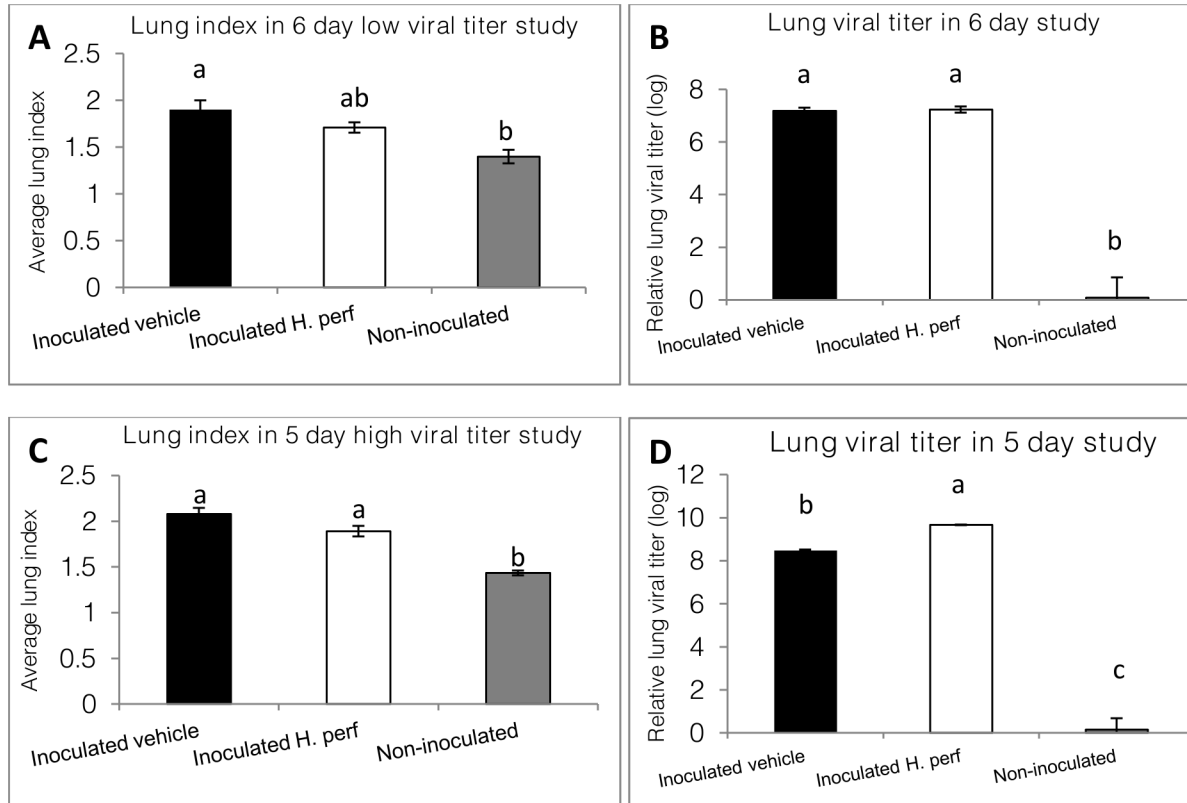 A
Lung index in 6 day low viral titer study
Average lung index
2.5
2
1.5
1
0.5
0
a
ab
b
Inoculated vehicle
Inoculated H. perf
Non-inoculated
B
Lung viral titer in 6 day study
Relative lung viral titer (log)
8
6
4
2
0
a
a
b
Inoculated vehicle
Inoculated H. perf
Non-inoculated
C
Lung index in 5 day high viral titer study
Average lung index
2.5
2
1.5
1
0.5
0
a
a
b
Inoculated vehicle
Inoculated H. perf
Non-inoculated
D
Lung viral titer in 5 day study
Relative lung viral titer (log)
12
10
8
6
4
2
0
b
a
c
Inoculated vehicle
Inoculated H. perf
Non-inoculated